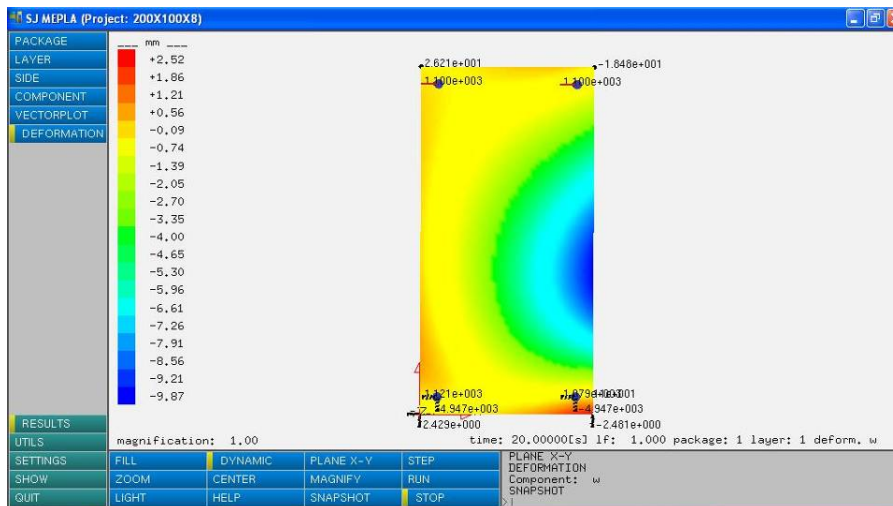 SJ MEPLA (Project: 200X100X8)
PACKAGE
LAYER
SIDE
COMPONENT
VECTORPLOT
DEFORMATION
___ mm ___
+2.52
+1.86
+1.21
+0.56
-0.09
-0.74
-1.39
-2.05
-2.70
-3.35
-4.00
-4.65
-5.30
-5.96
-6.61
-7.26
-7.91
-8.56
-9.21
-9.87
2.621e+001
-1.848e+001
1.100e+003
1.100e+003
1.121e+003
-4.947e+003
-4.947e+003
2.429e+000
-2.481e+000
magnification: 1.00
time: 20.00000[s] lf: 1.000 package: 1 layer: 1 deform. w
RESULTS
UTILS
SETTINGS
SHOW
QUIT
FILL
DYNAMIC
PLANE X-Y
STEP
ZOOM
CENTER
MAGNIFY
RUN
LIGHT
HELP
SNAPSHOT
STOP
PLANE X-Y
DEFORMATION
Component: w
SNAPSHOT
>|